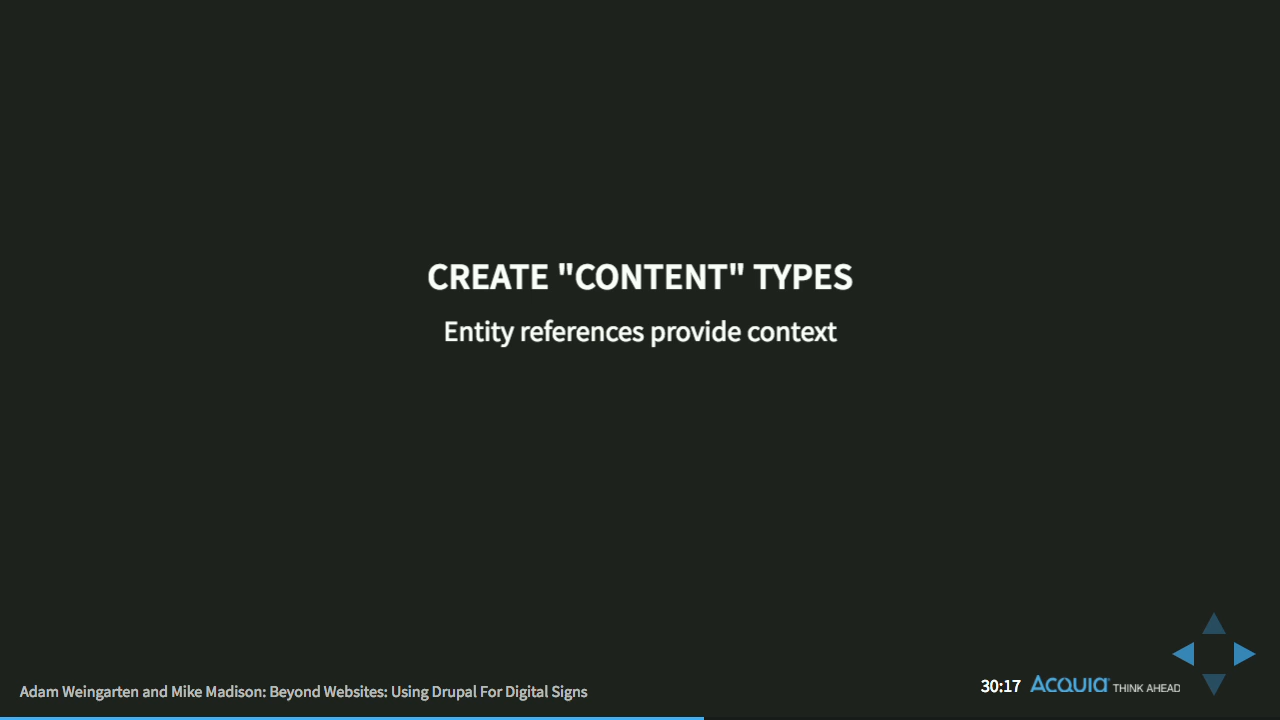 CREATE "CONTENT" TYPES
Entity references provide context
Adam Weingarten and Mike Madison: Beyond Websites: Using Drupal For Digital Signs
30:17 Acquia THINK AHEAD